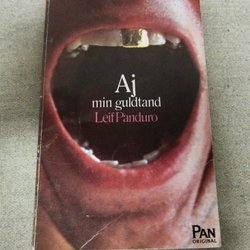 Aj
min guldtand
Leif Panduro
PAN
ORIGINAL